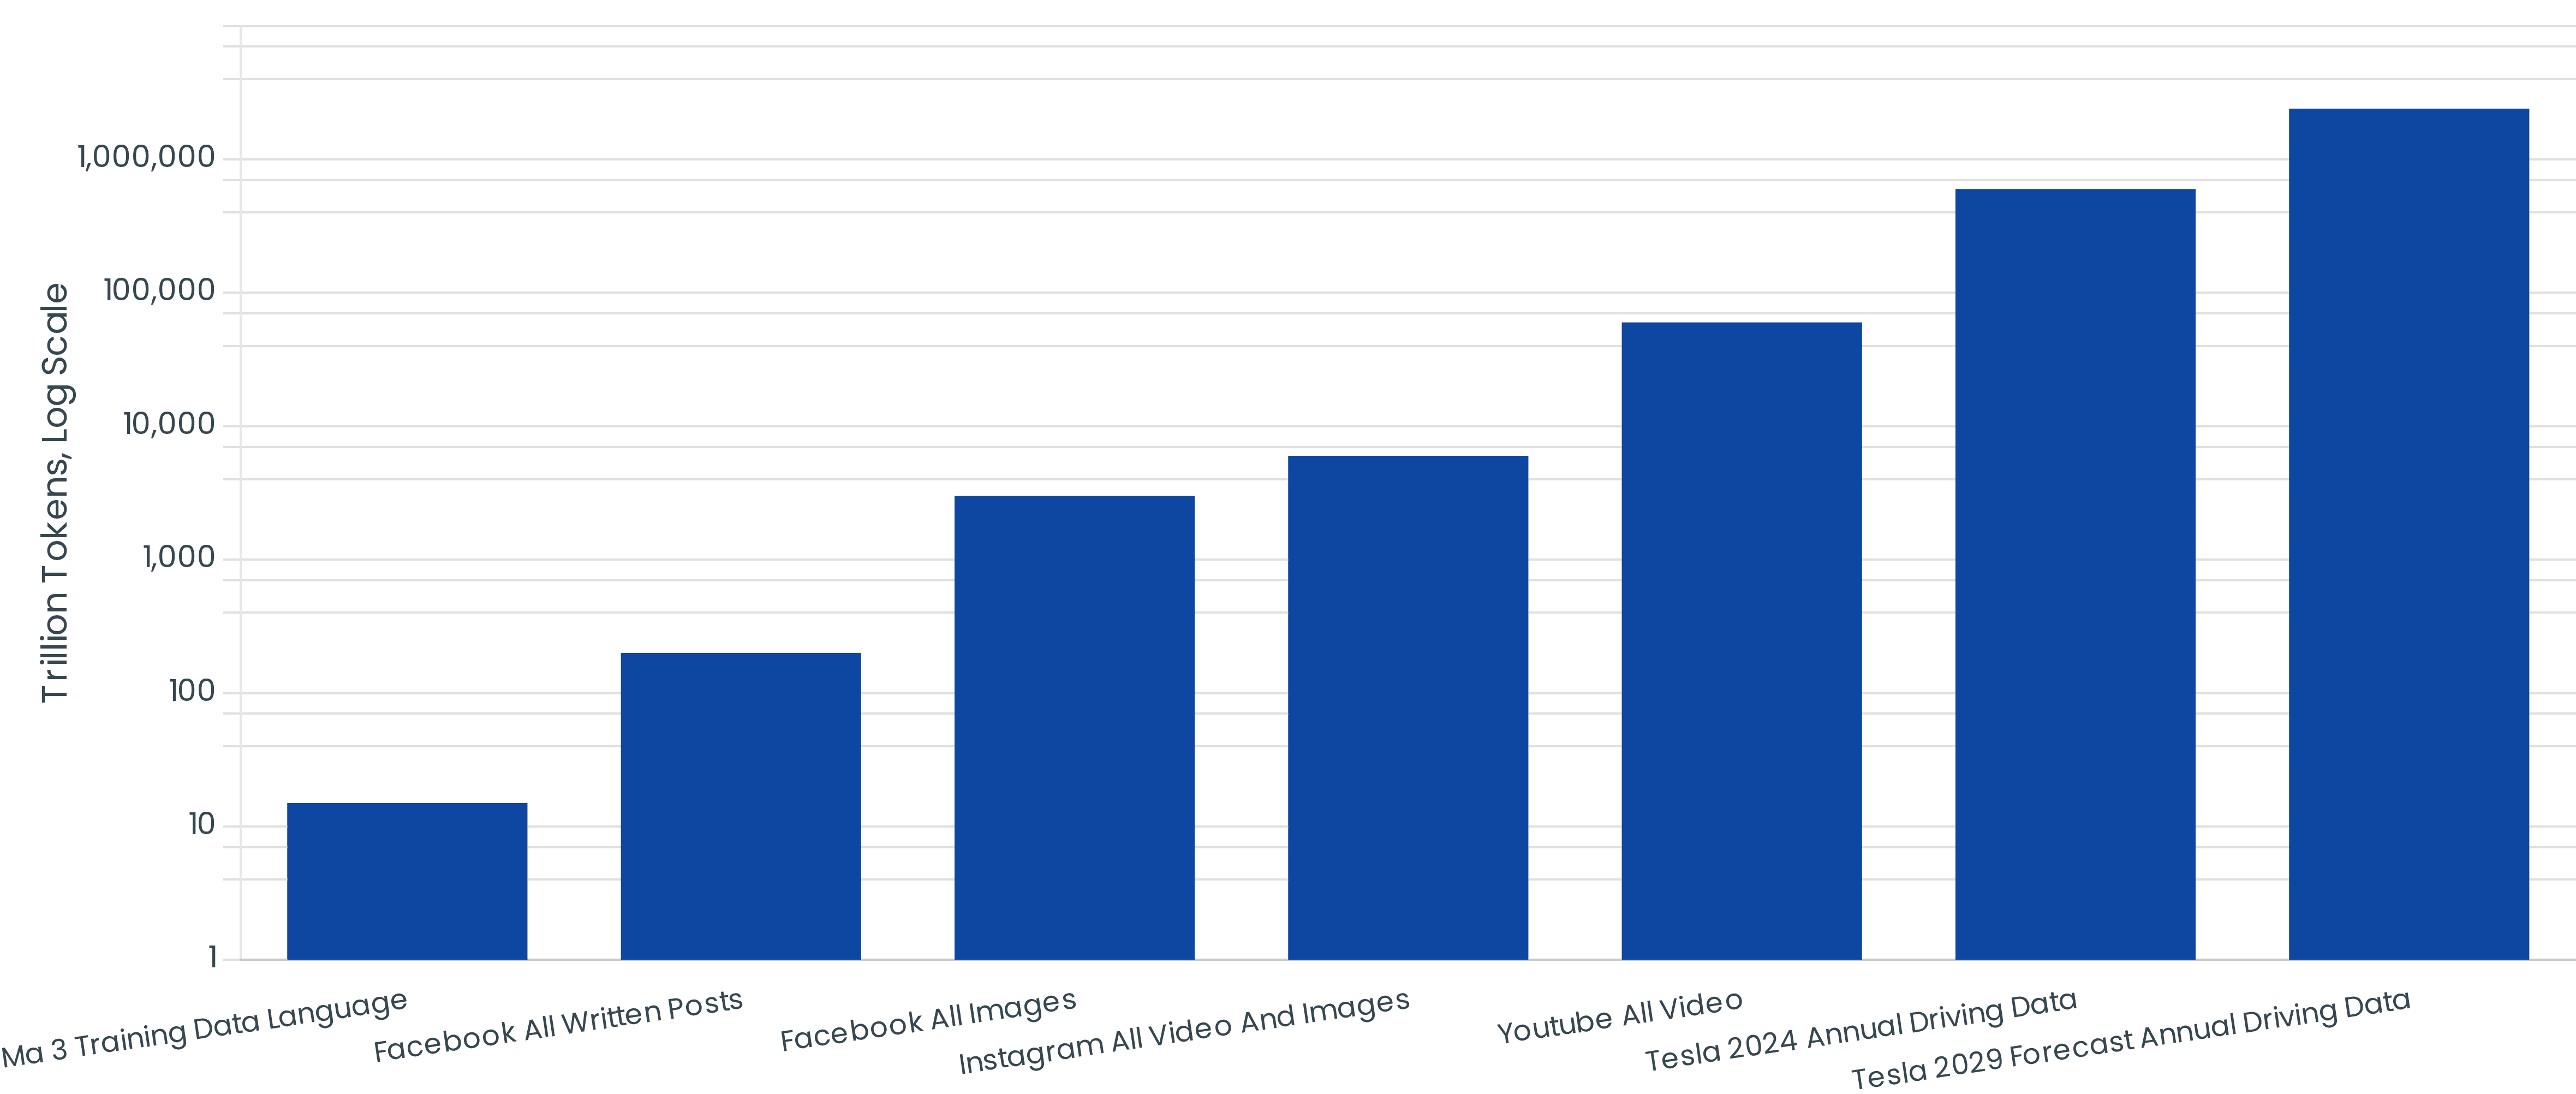 Trillion Tokens, Log Scale
1,000,000
100,000
10,000
1,000
100
10
1
Ma 3 Training Data Language
Facebook All Written Posts
Facebook All Images
Instagram All Video And Images
Youtube All Video
Tesla 2024 Annual Driving Data
Tesla 2029 Forecast Annual Driving Data